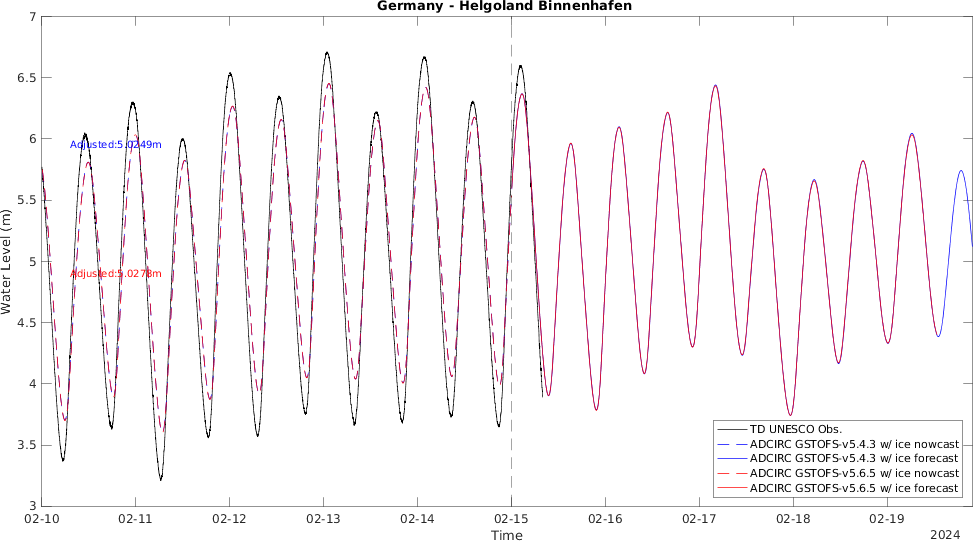 Germany - Helgoland Binnenhafen
7
6.5
6
5.5
5
4.5
4
3.5
3
Water Level (m)
Adjusted:5.0249m
Adjusted:5.0278m
TD UNESCO Obs.
ADCIRC GSTOFS-v5.4.3 w/ ice nowcast
ADCIRC GSTOFS-v5.4.3 w/ ice forecast
ADCIRC GSTOFS-v5.6.5 w/ ice nowcast
ADCIRC GSTOFS-v5.6.5 w/ ice forecast
02-10 02-11 02-12 02-13 02-14 02-15 02-16 02-17 02-18 02-19
Time
2024